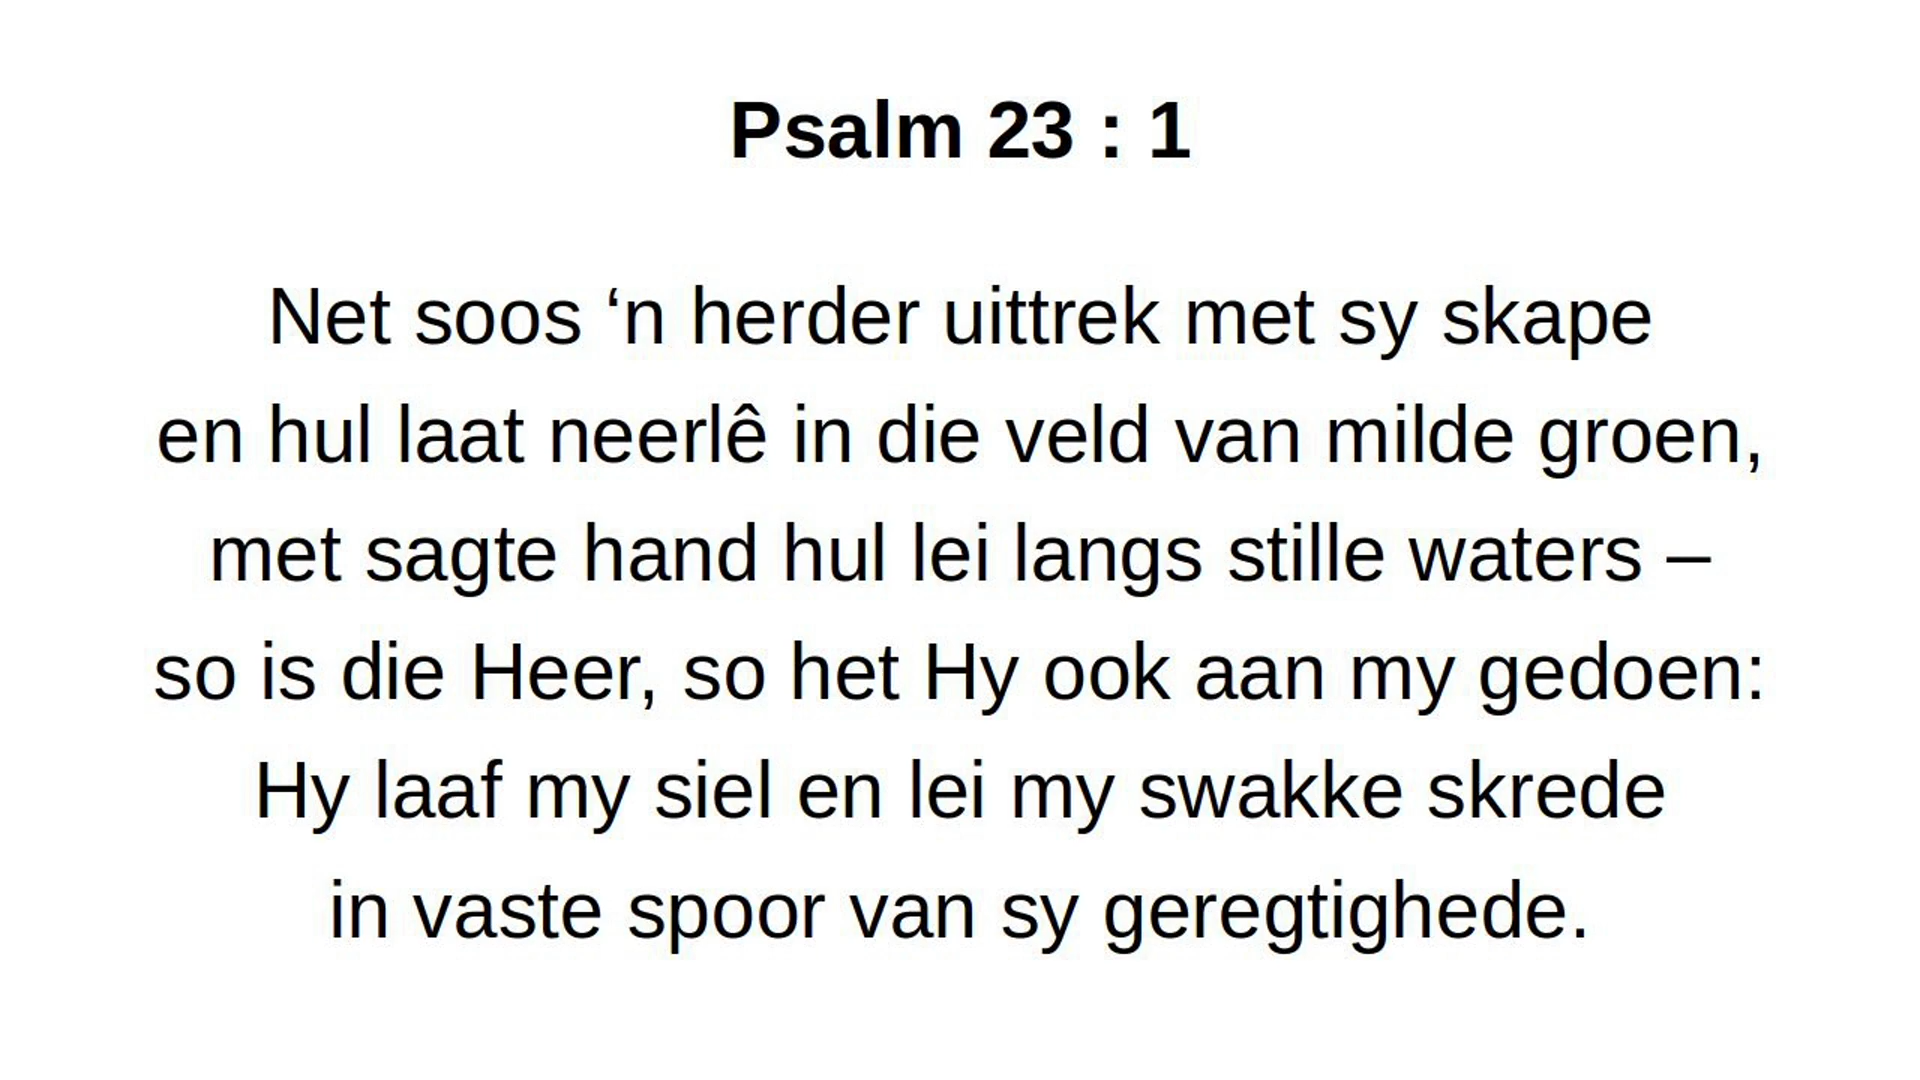 Psalm 23 : 1
Net soos ‘n herder uittrek met sy skape
en hul laat neerlê in die veld van milde groen,
met sagte hand hul lei langs stille waters –
so is die Heer, so het Hy ook aan my gedoen:
Hy laaf my siel en lei my swakke skrede
in vaste spoor van sy geregtighede.